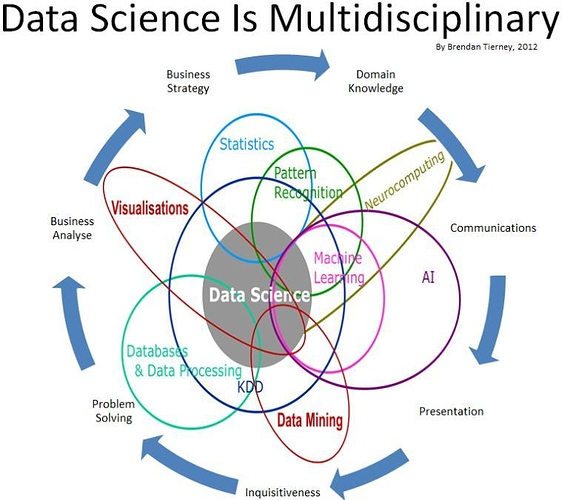 Data Science Is Multidisciplinary
By Brendan Tierney, 2012
Business
Strategy
Domain
Knowledge
Statistics
Pattern
Recognition
Neurocomputing
Visualisations
Business
Analyse
Communications
Machine
Learning
AI
Data Science
Databases
& Data Processing
KDD
Problem
Solving
Data Mining
Presentation
Inquisitiveness